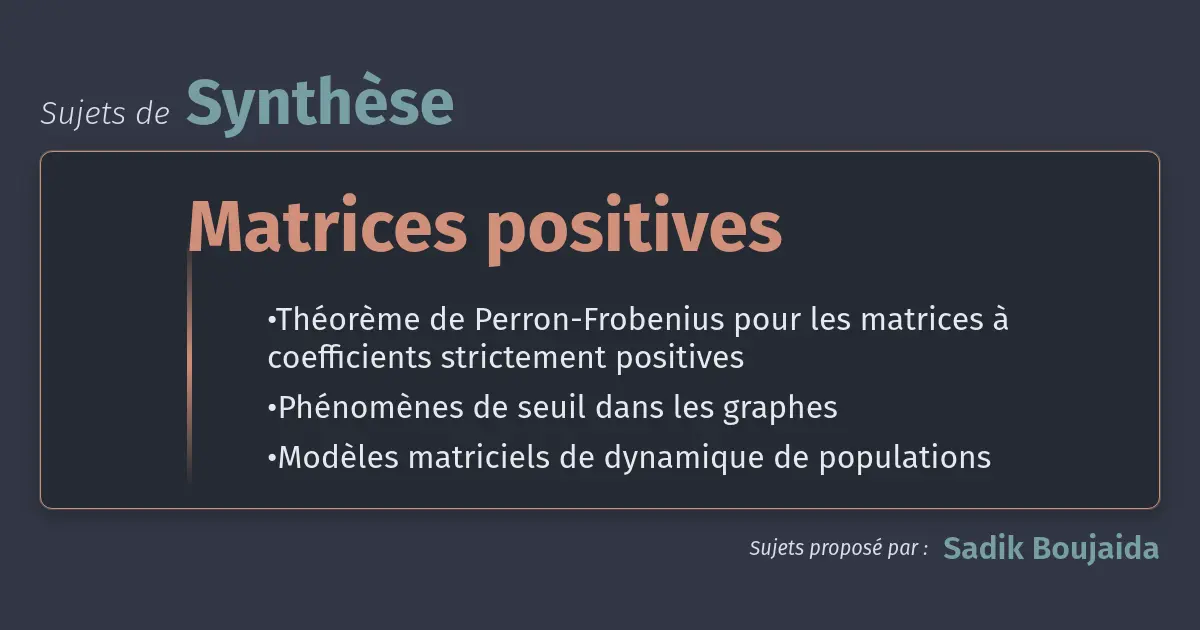 Sujets de Synthèse
Matrices positives
•Théorème de Perron-Frobenius pour les matrices à
coefficients strictement positives
•Phénomènes de seuil dans les graphes
•Modèles matriciels de dynamique de populations
Sujets proposé par : Sadik Boujaida